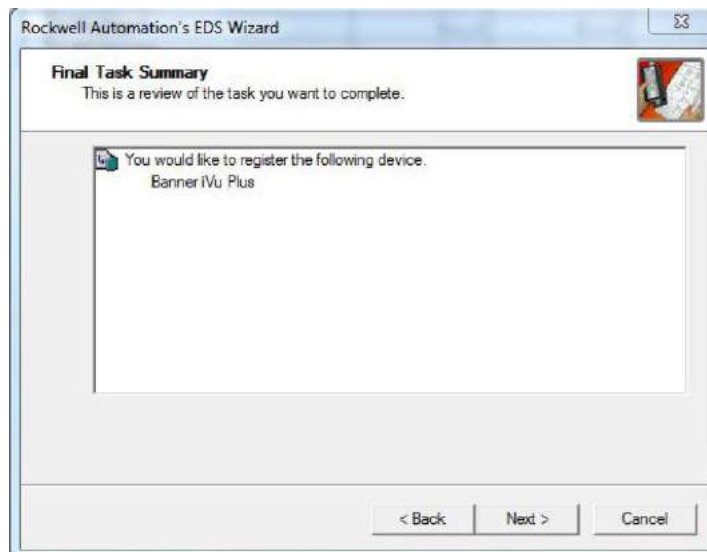 Rockwell Automation's EDS Wizard
Final Task Summary
This is a review of the task you want to complete.
You would like to register the following device.
Banner iVu Plus
< Back
Next >
Cancel